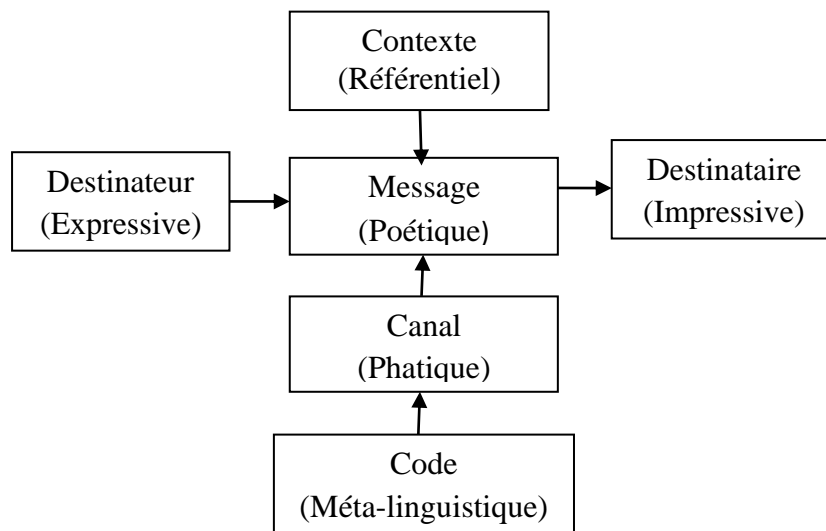 Contexte
(Référentiel)
Destinateur
(Expressive)
Message
(Poétique)
Destinataire
(Impressive)
Canal
(Phatique)
Code
(Méta-linguistique)